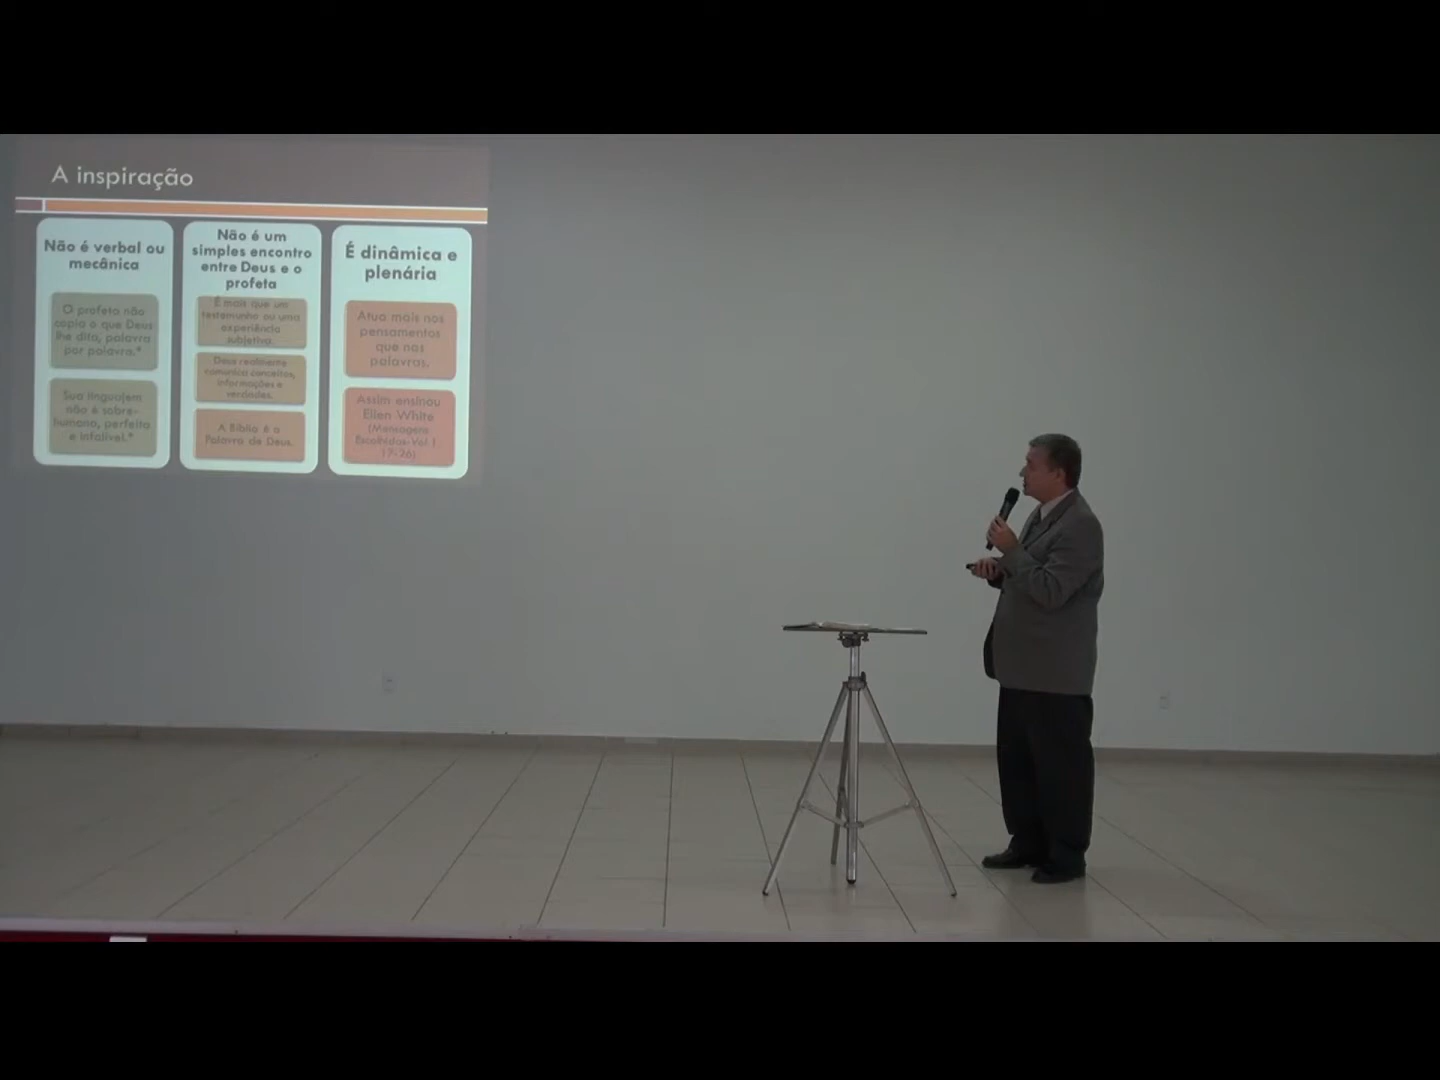 A inspiração
Não é verbal ou
mecânica
O profeta não
copia o que Deus
lhe dita, palavra
por palavra.*
Sua linguajem
não é sobre-
humana, perfeita
e infalível.*
Não é um
simples encontro
entre Deus e o
profeta
É mais que um
testemunho ou uma
experiência
subjetiva.
Deus realmente
comunica conceitos,
informações e
verdades.
A Bíblia é a
Palavra de Deus.
É dinâmica e
plenária
Atua mais nos
pensamentos
que nas
palavras.
Assim ensinou
Ellen White
(Mensagens
Escolhidas-Vol 1
17-26)